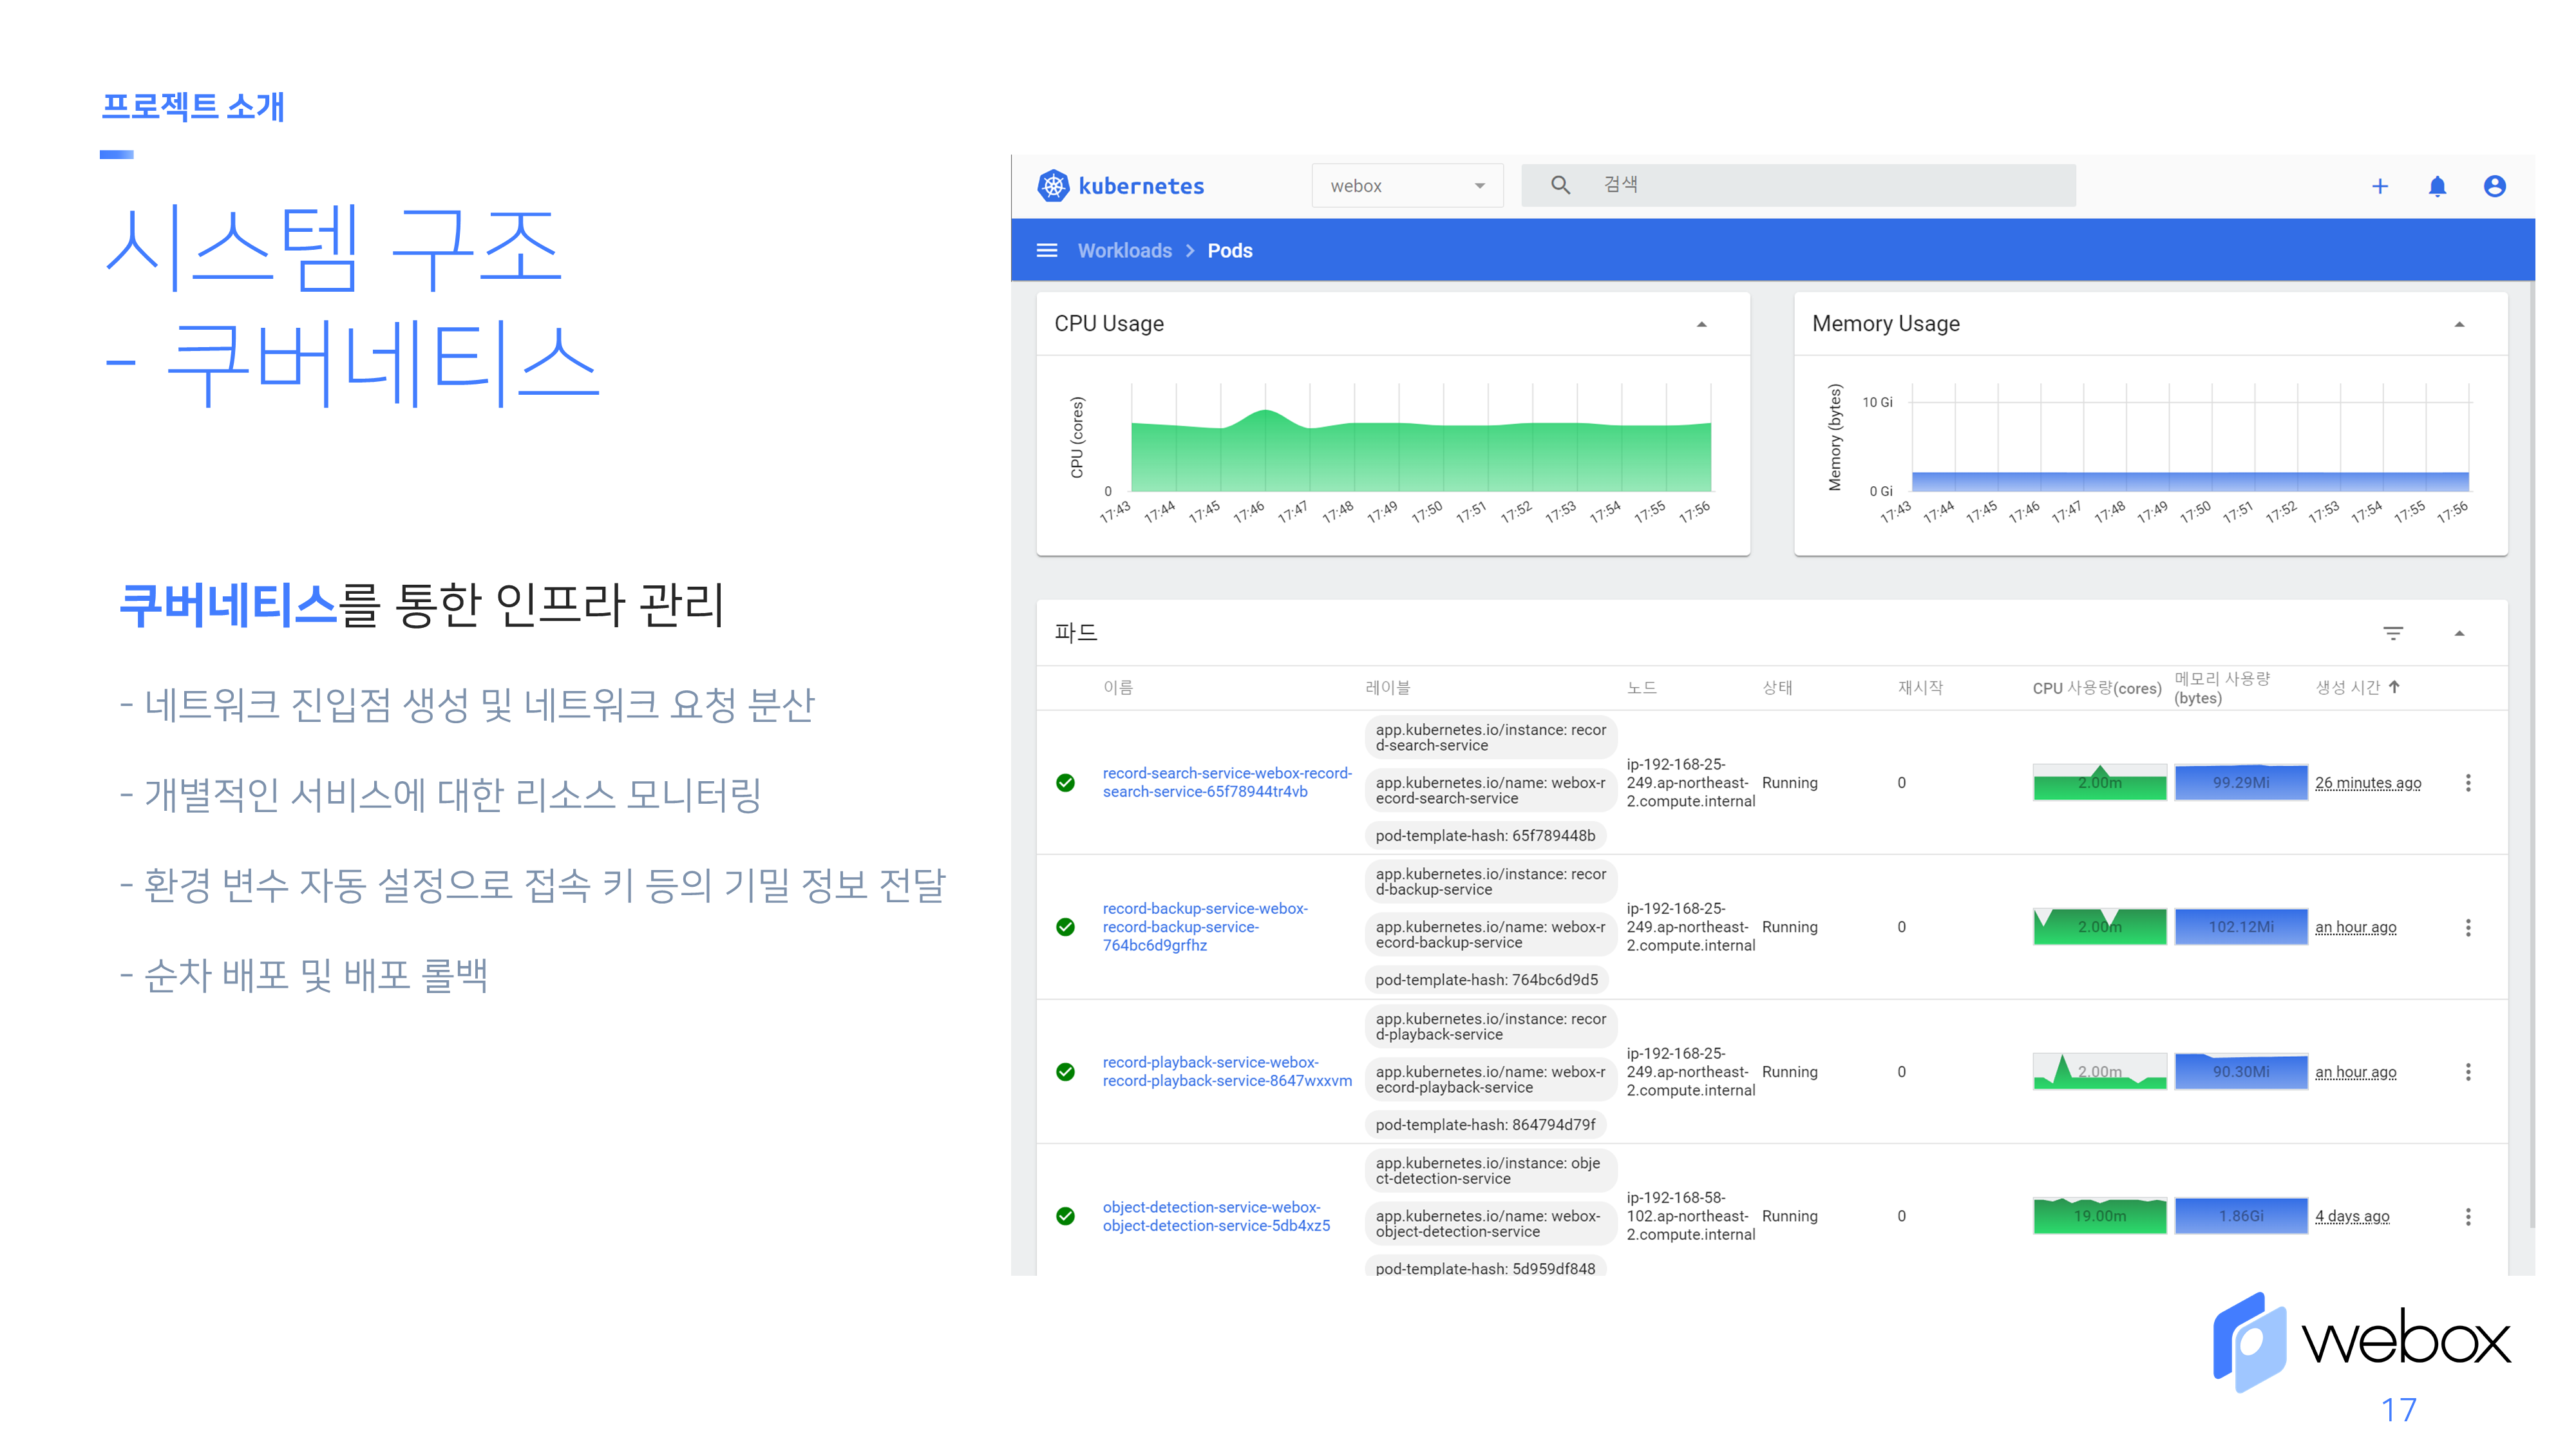 프로젝트 소개
시스템 구조
- 쿠버네티스
쿠버네티스를 통한 인프라 관리
- 네트워크 진입점 생성 및 네트워크 요청 분산
- 개별적인 서비스에 대한 리소스 모니터링
- 환경 변수 자동 설정으로 접속 키 등의 기밀 정보 전달
- 순차 배포 및 배포 롤백
kubernetes
webox
검색
Workloads > Pods
CPU Usage
CPU (cores)
0
17:43 17:44 17:45 17:46 17:47 17:48 17:49 17:50 17:51 17:52 17:53 17:54 17:55 17:56
Memory Usage
Memory (bytes)
10 Gi
0 Gi
17:43 17:44 17:45 17:46 17:47 17:48 17:49 17:50 17:51 17:52 17:53 17:54 17:55 17:56
파드
이름 레이블 노드 상태 재시작 CPU 사용량(cores) 메모리 사용량 (bytes) 생성 시간
record-search-service-webox-record-
search-service-65f78944tr4vb
app.kubernetes.io/instance: recor
d-search-service
app.kubernetes.io/name: webox-r
ecord-search-service
pod-template-hash: 65f789448b
ip-192-168-25-
249.ap-northeast-
2.compute.internal
Running
0
2.00m
99.29Mi
26 minutes ago
record-backup-service-webox-
record-backup-service-
764bc6d9grfhz
app.kubernetes.io/instance: recor
d-backup-service
app.kubernetes.io/name: webox-r
ecord-backup-service
pod-template-hash: 764bc6d9d5
ip-192-168-25-
249.ap-northeast-
2.compute.internal
Running
0
2.00m
102.12Mi
an hour ago
record-playback-service-webox-
record-playback-service-8647wxxvm
app.kubernetes.io/instance: recor
d-playback-service
app.kubernetes.io/name: webox-r
ecord-playback-service
pod-template-hash: 864794d79f
ip-192-168-25-
249.ap-northeast-
2.compute.internal
Running
0
2.00m
90.30Mi
an hour ago
object-detection-service-webox-
object-detection-service-5db4xz5
app.kubernetes.io/instance: obje
ct-detection-service
app.kubernetes.io/name: webox-
object-detection-service
pod-template-hash: 5d959df848
ip-192-168-58-
102.ap-northeast-
2.compute.internal
Running
0
19.00m
1.86Gi
4 days ago
webox
17